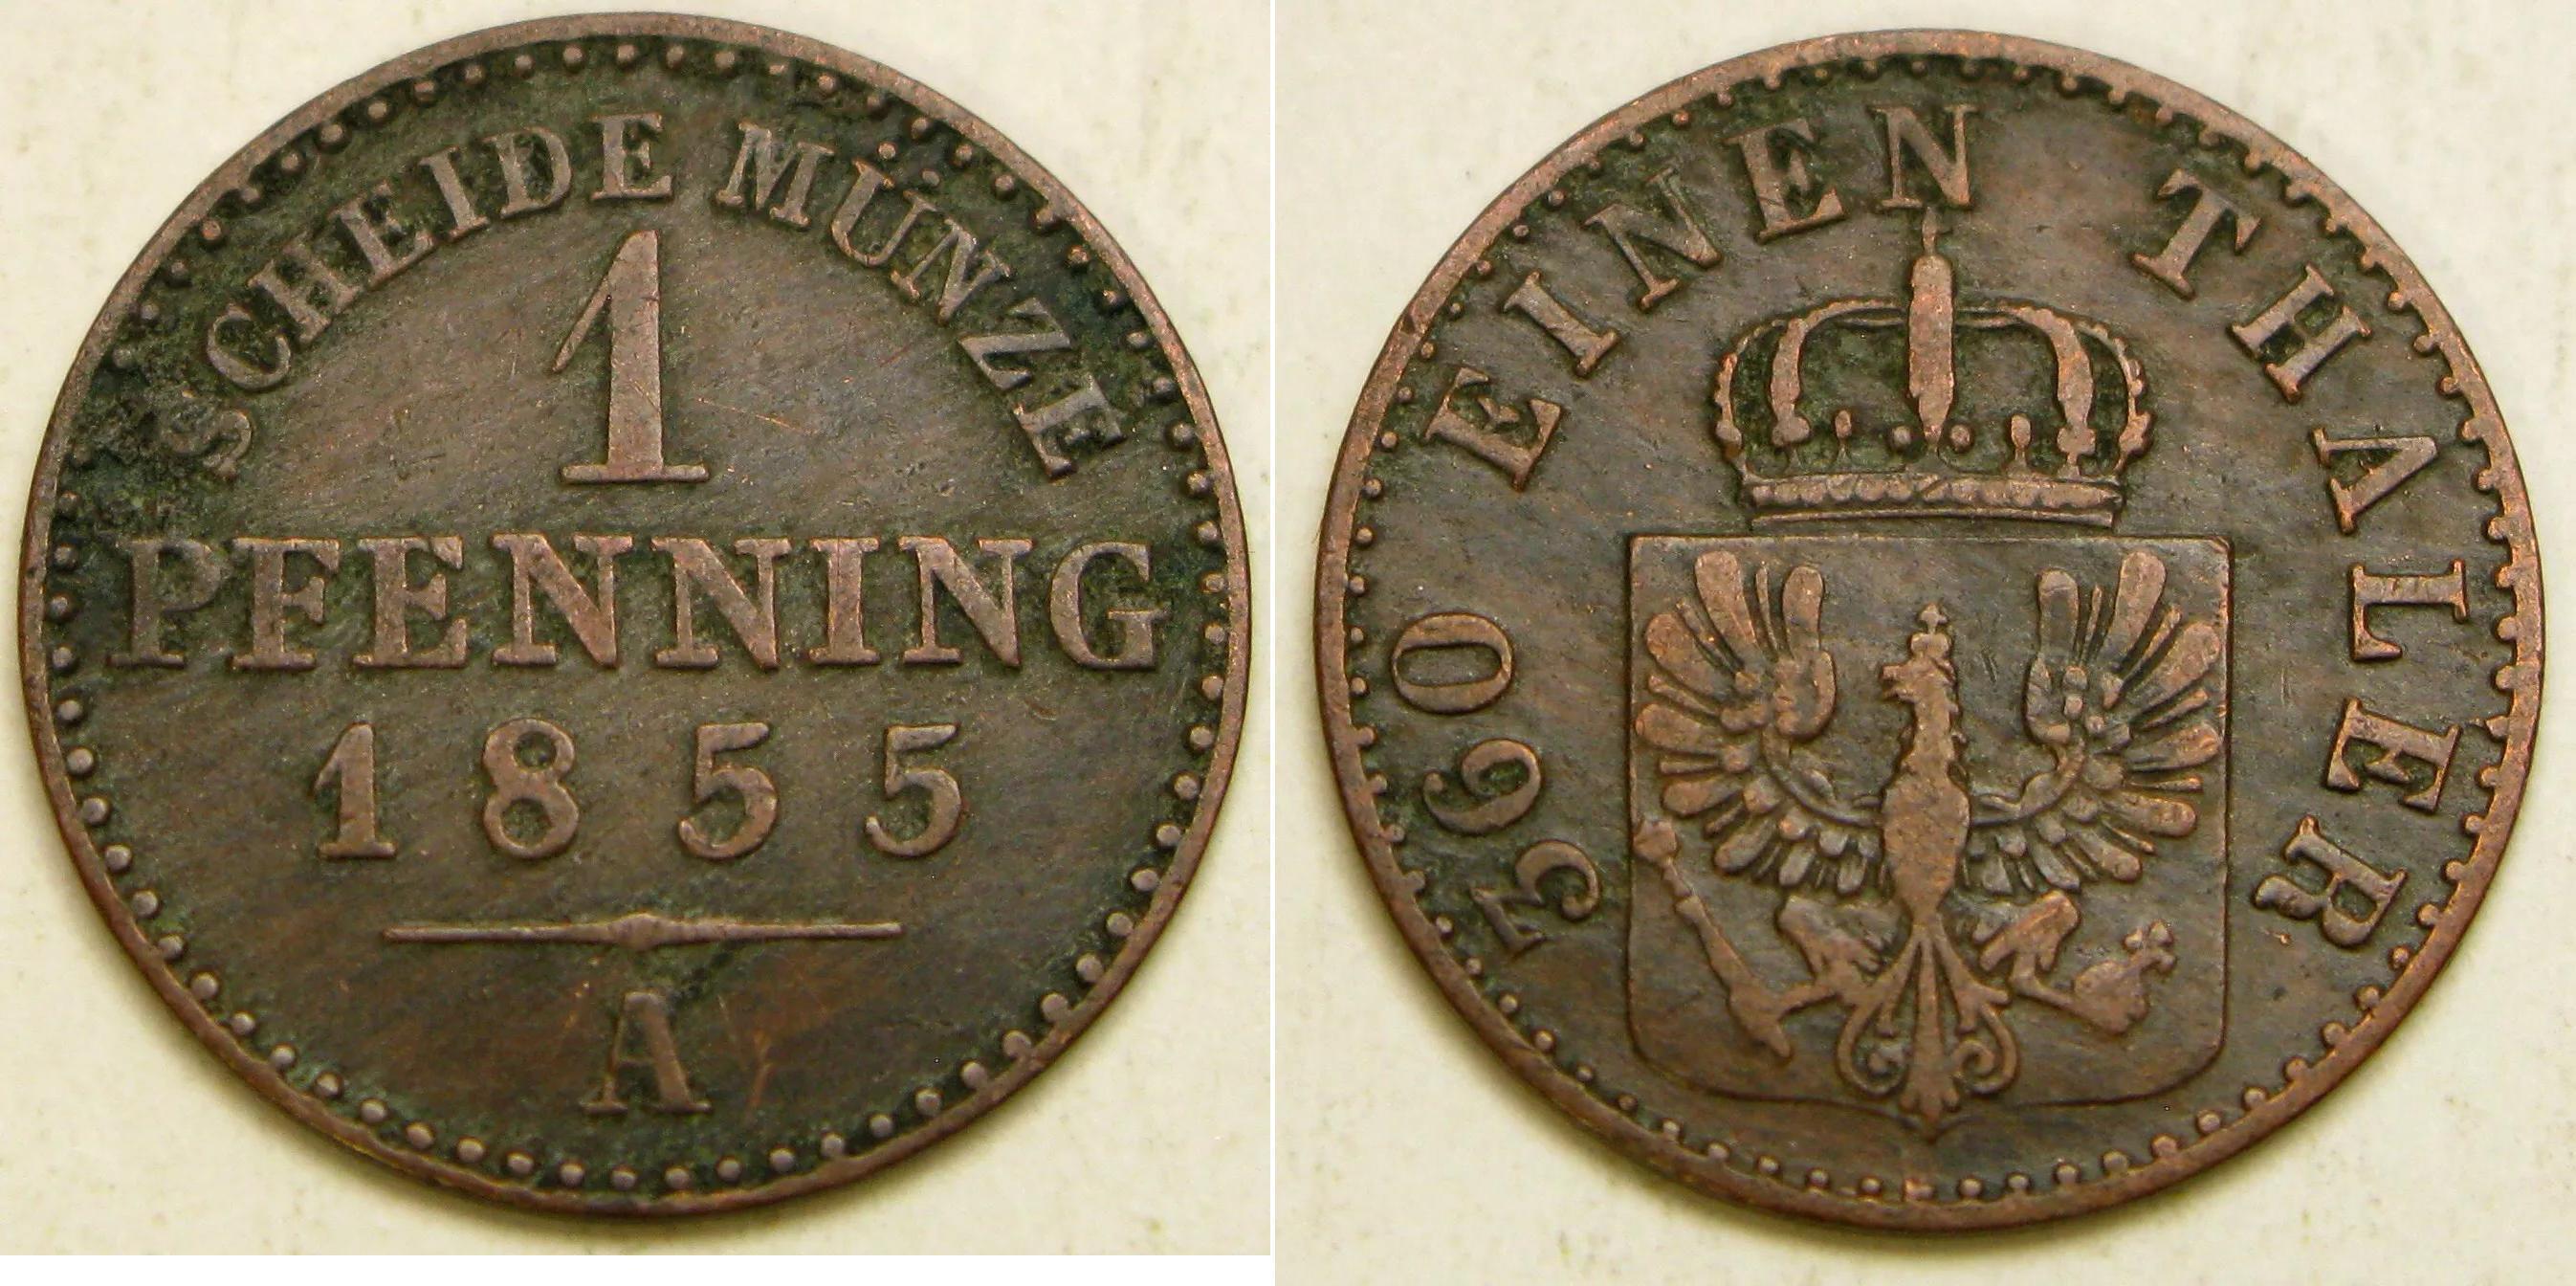 SCHEIDE MÜNZE
1
PFENNING
1855
A
360 EINEN THALER